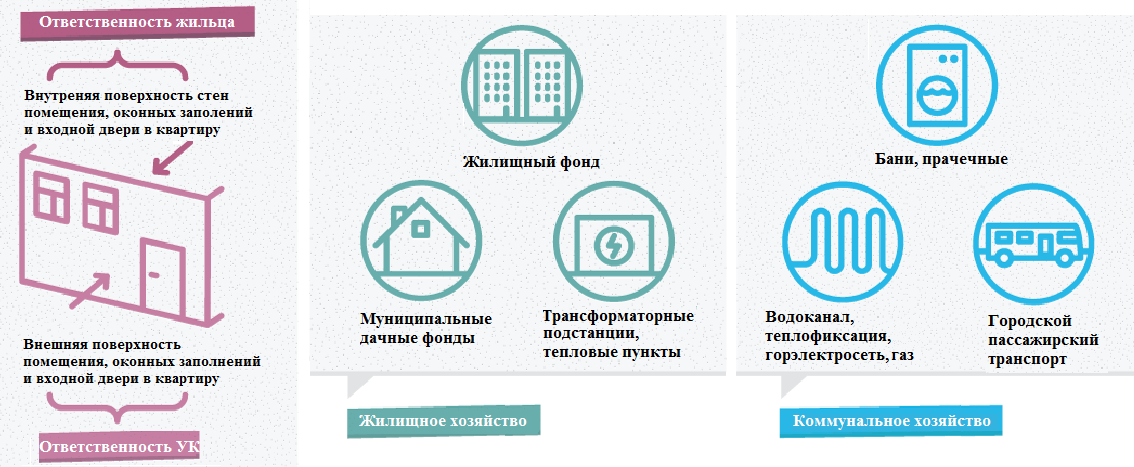 Ответственность жильца
Внутреняя поверхность стен
помещения, оконных заполений
и входной двери в квартиру
Внешняя поверхность
помещения, оконных заполнений
и входной двери в квартиру
Ответственность УК
Жилищный фонд
Муниципальные
дачные фонды
Трансформаторные
подстанции,
тепловые пункты
Жилищное хозяйство
Бани, прачечные
Водоканал,
теплофиксация,
горэлектросеть, газ
Городской
пассажирский
транспорт
Коммунальное хозяйство